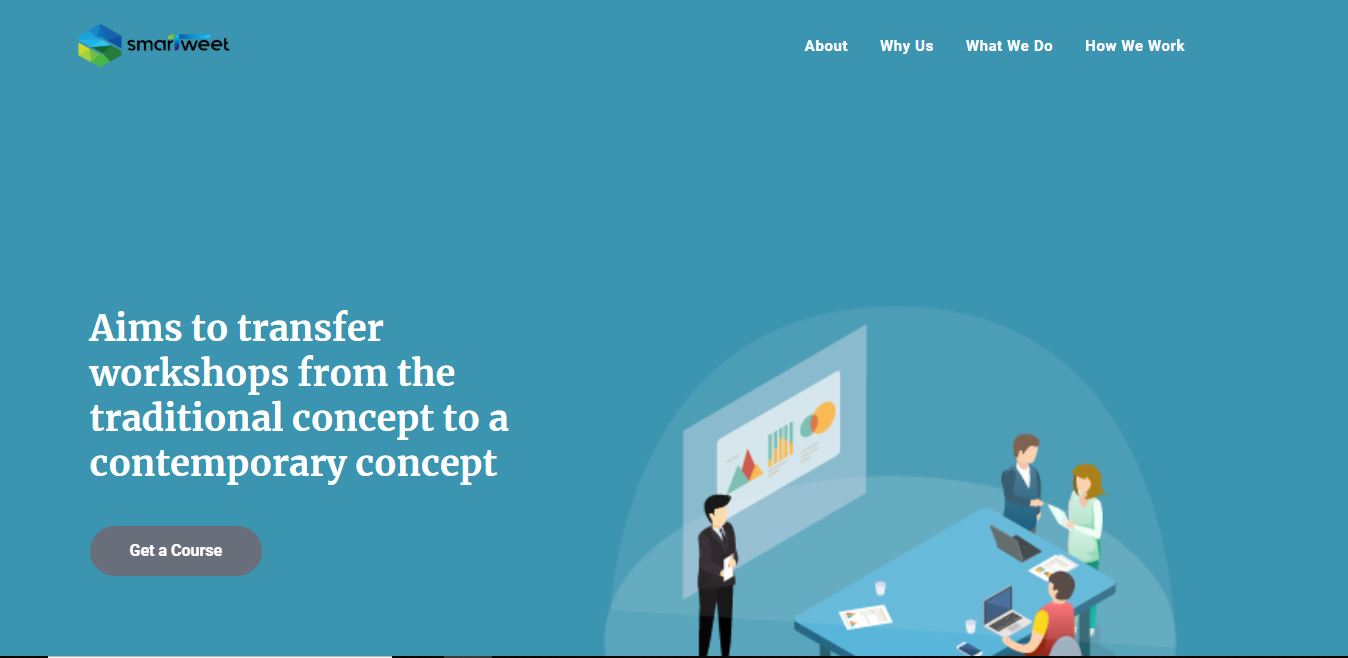 smartweet
About
Why Us
What We Do
How We Work
Aims to transfer
workshops from the
traditional concept to a
contemporary concept
Get a Course